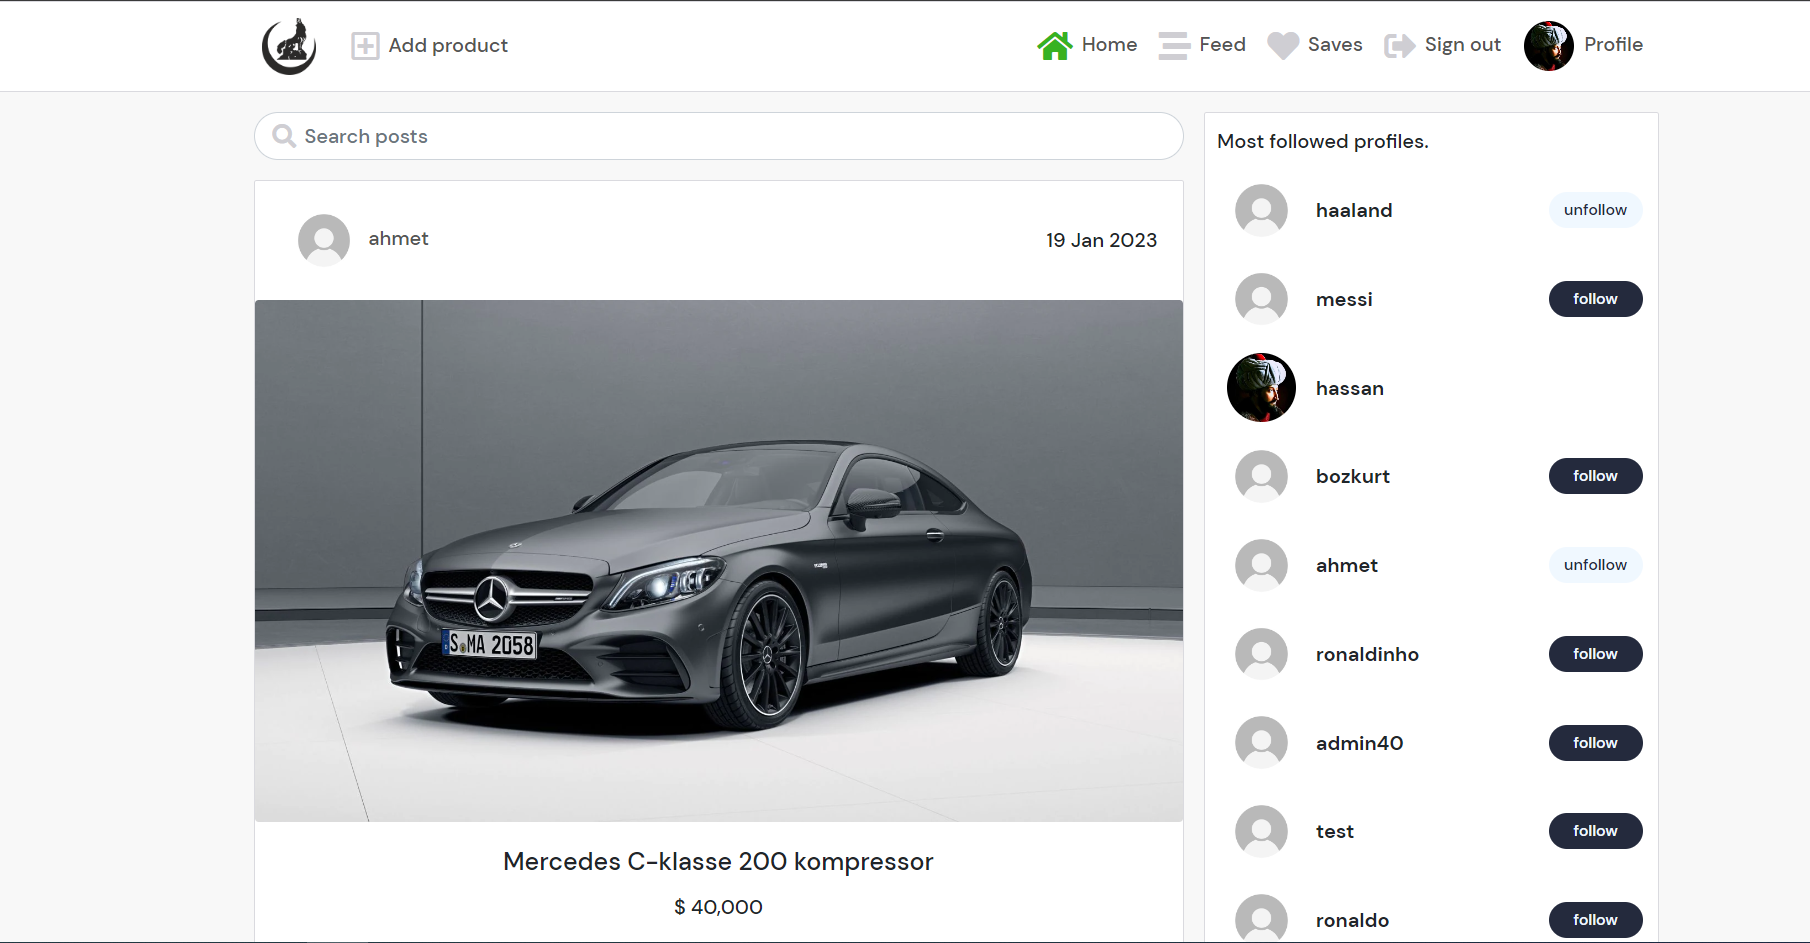 Add product
Home
Feed
Saves
Sign out
Profile
Search posts
ahmet
19 Jan 2023
S MA 2058
Mercedes C-klasse 200 kompressor
$ 40,000
Most followed profiles.
haaland
unfollow
messi
follow
hassan
bozkurt
follow
ahmet
unfollow
ronaldinho
follow
admin40
follow
test
follow
ronaldo
follow